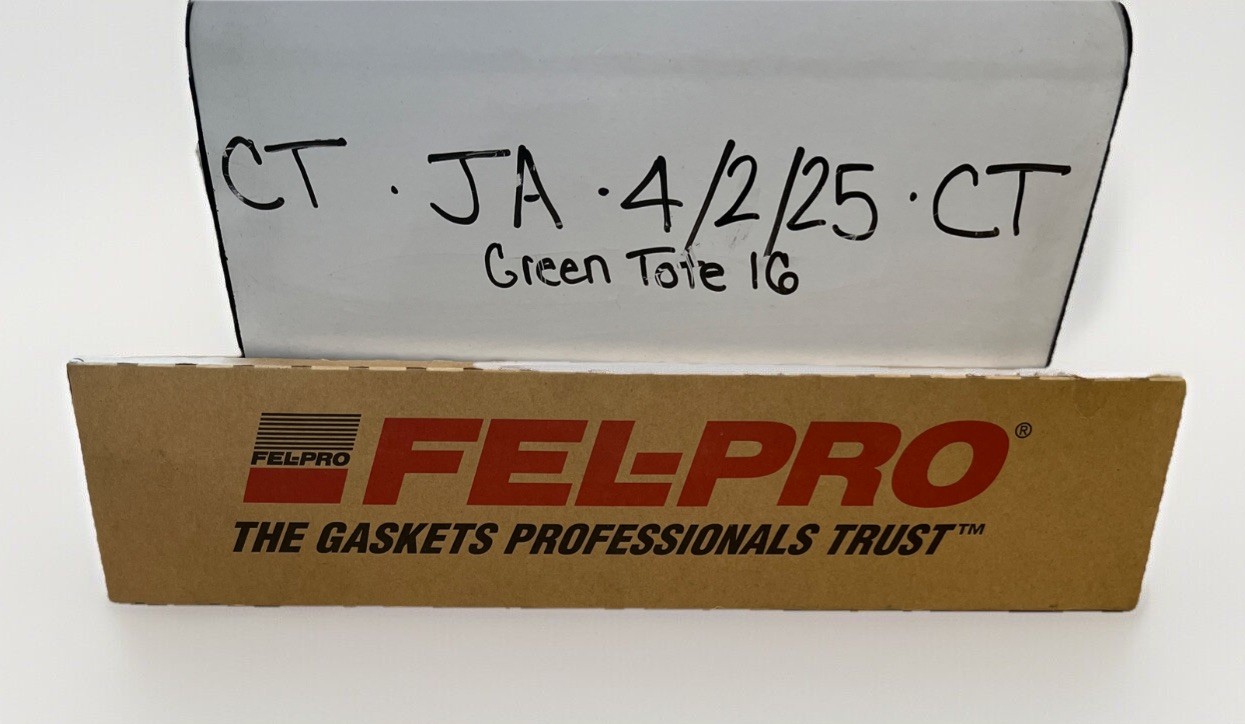 CT · JA · 4/2/25 · CT
Green Tote 16
FEL-PRO
FEL-PRO®
THE GASKETS PROFESSIONALS TRUST™